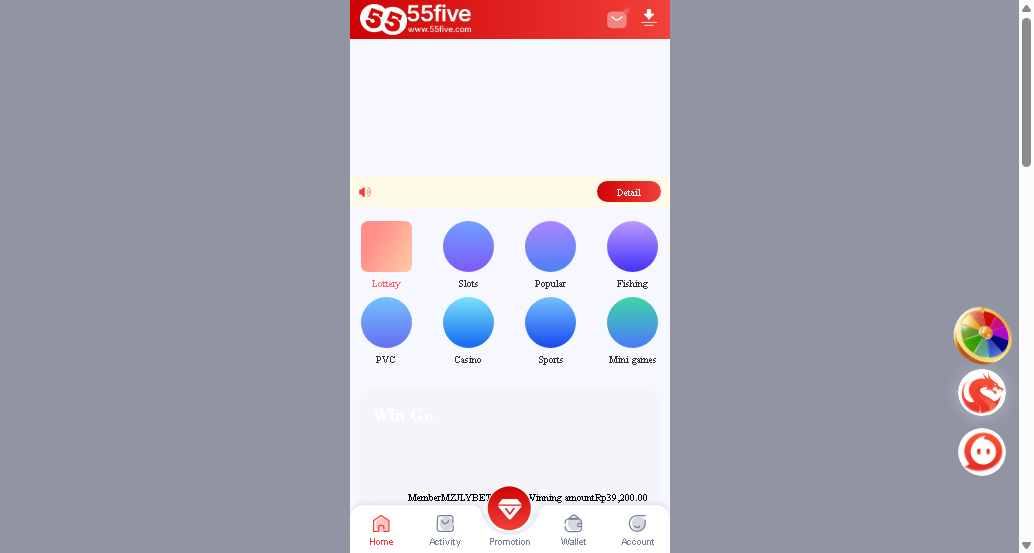 55 55five
www.55five.com
Detail
Lottery
Slots
Popular
Fishing
PVC
Casino
Sports
Mini games
Win Go
MemberMZJLYBET
Winning amountRp39,200.00
Home
Activity
Promotion
Wallet
Account